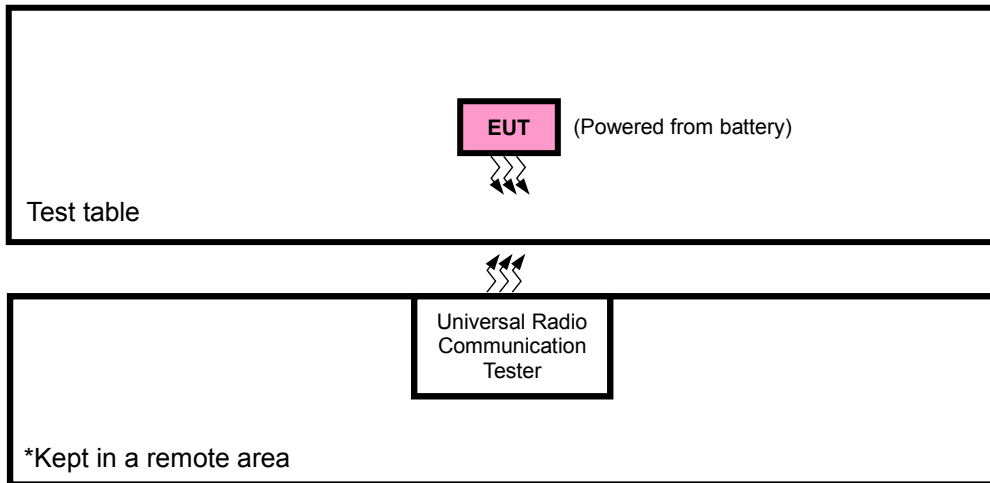 EUT (Powered from battery)
Test table
Universal Radio
Communication
Tester
*Kept in a remote area